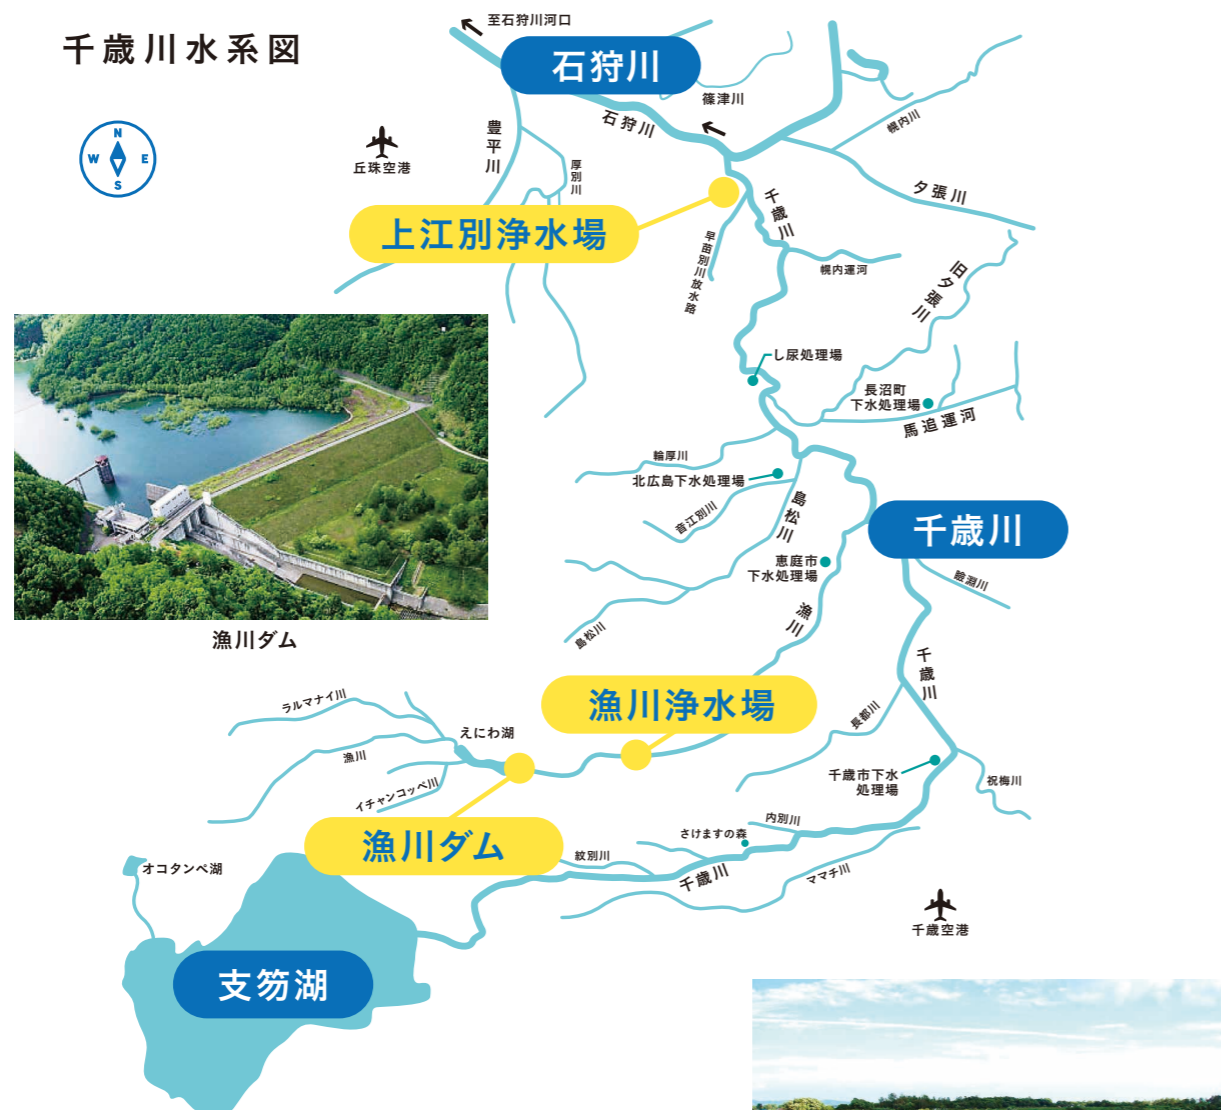 千歳川水系図
至石狩川河口
石狩川
篠津川
石狩川
幌内川
豊平川
厚別川
丘珠空港
N
W
E
S
夕張川
千歳川
上江別浄水場
早苗別川放水路
幌内運河
旧夕張川
し尿処理場
長沼町
下水処理場
馬追運河
輪厚川
北広島下水処理場
音江別川
島松川
千歳川
恵庭市
下水処理場
嶮淵川
漁川
島松川
漁川ダム
千歳川
漁川浄水場
ラルマナイ川
えにわ湖
長都川
漁川
イチャンコッペ川
千歳市下水
処理場
祝梅川
内別川
さけますの森
漁川ダム
紋別川
千歳川
ママチ川
オコタンペ湖
千歳空港
支笏湖